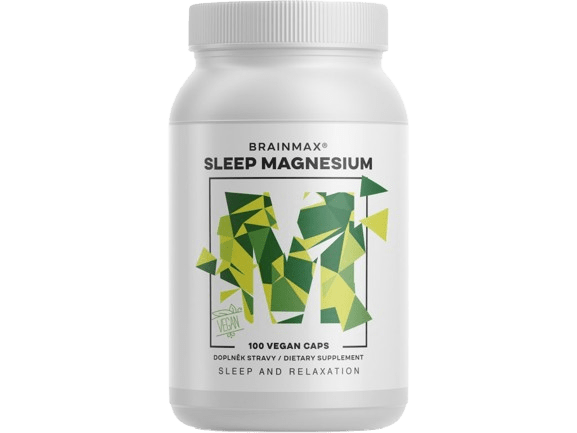 BRAINMAX®
SLEEP MAGNESIUM
M
VEGAN
100 VEGAN CAPS
DOPLNĚK STRAVY / DIETARY SUPPLEMENT
SLEEP AND RELAXATION